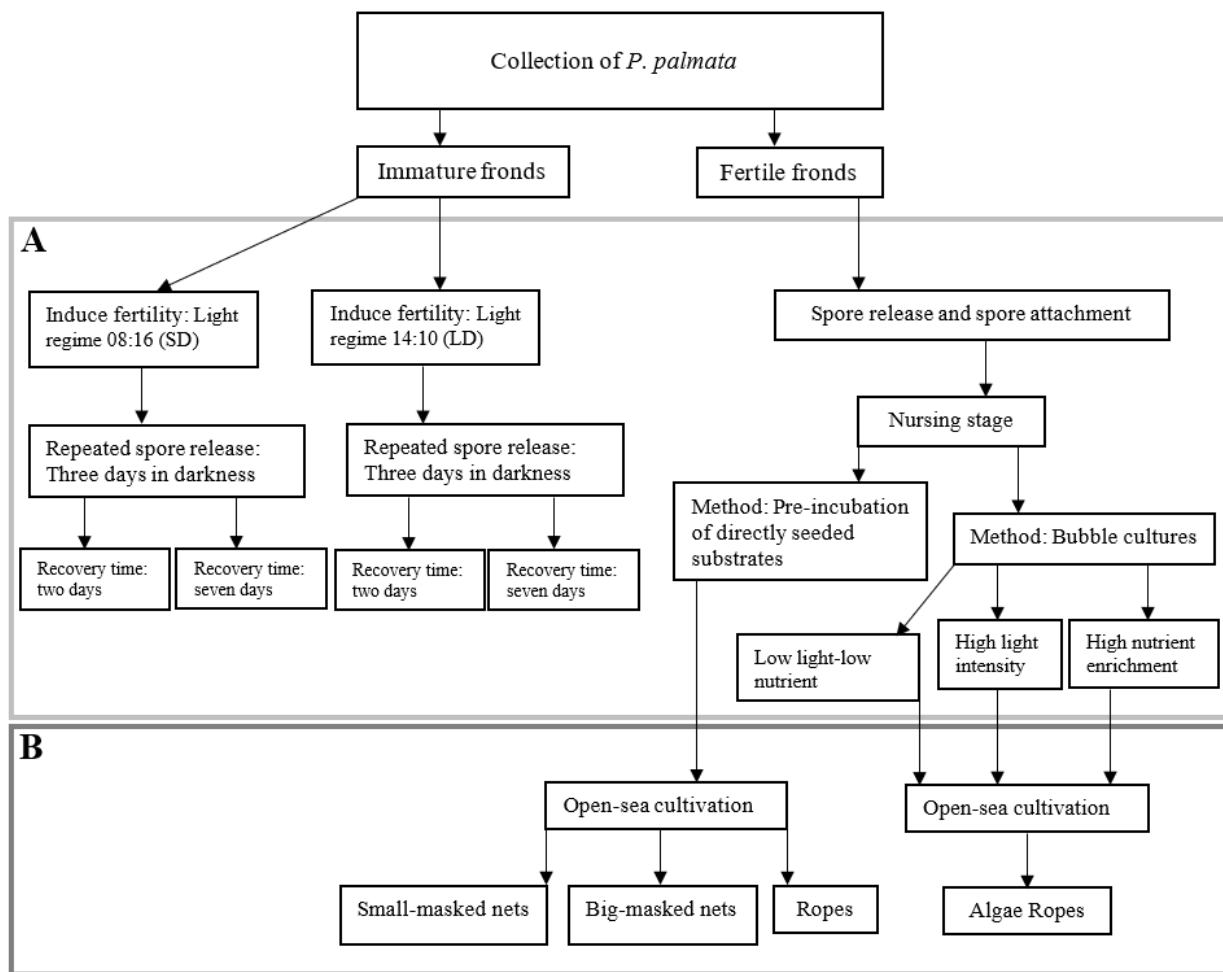 Collection of P. palmata
Immature fronds
Fertile fronds
A
Induce fertility: Light
regime 08:16 (SD)
Induce fertility: Light
regime 14:10 (LD)
Spore release and spore attachment
Repeated spore release:
Three days in darkness
Repeated spore release:
Three days in darkness
Nursing stage
Recovery time:
two days
Recovery time:
seven days
Recovery time:
two days
Recovery time:
seven days
Method: Pre-incubation
of directly seeded
substrates
Method: Bubble cultures
Low light-low
nutrient
High light
intensity
High nutrient
enrichment
B
Open-sea cultivation
Open-sea cultivation
Small-masked nets
Big-masked nets
Ropes
Algae Ropes